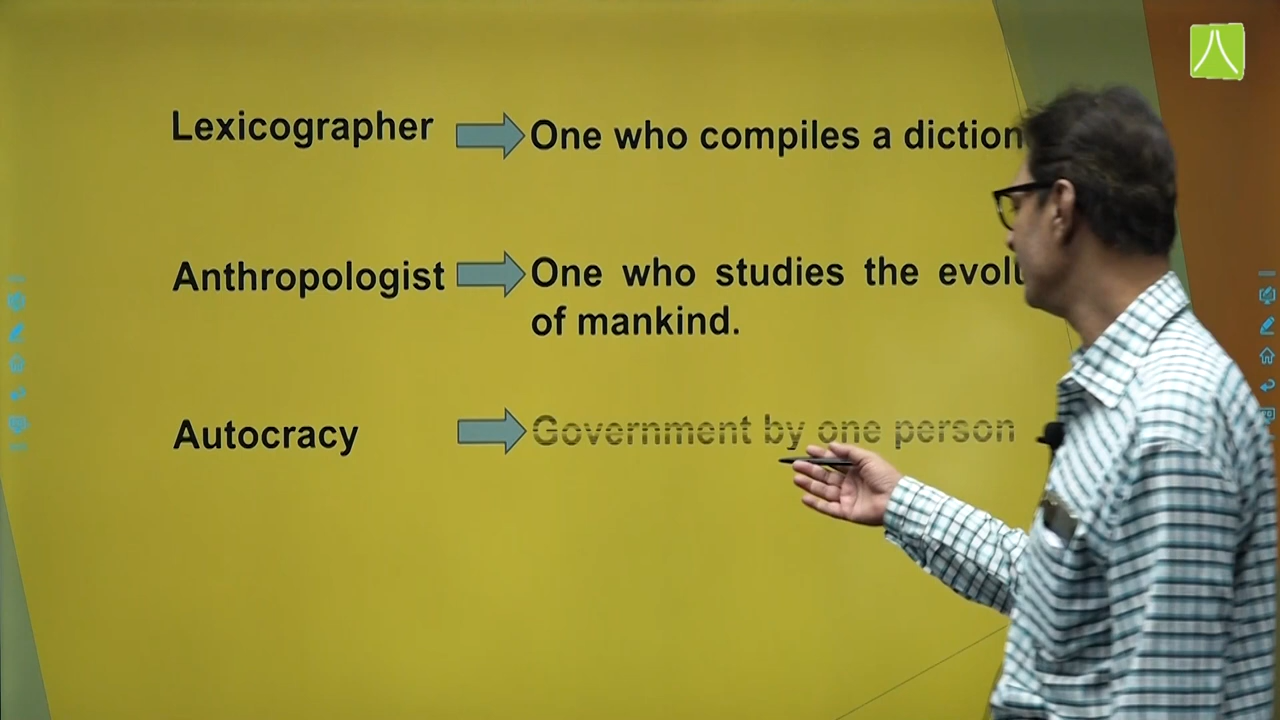 Lexicographer One who compiles a diction
Anthropologist One who studies the evolu
of mankind.
Autocracy Government by one person